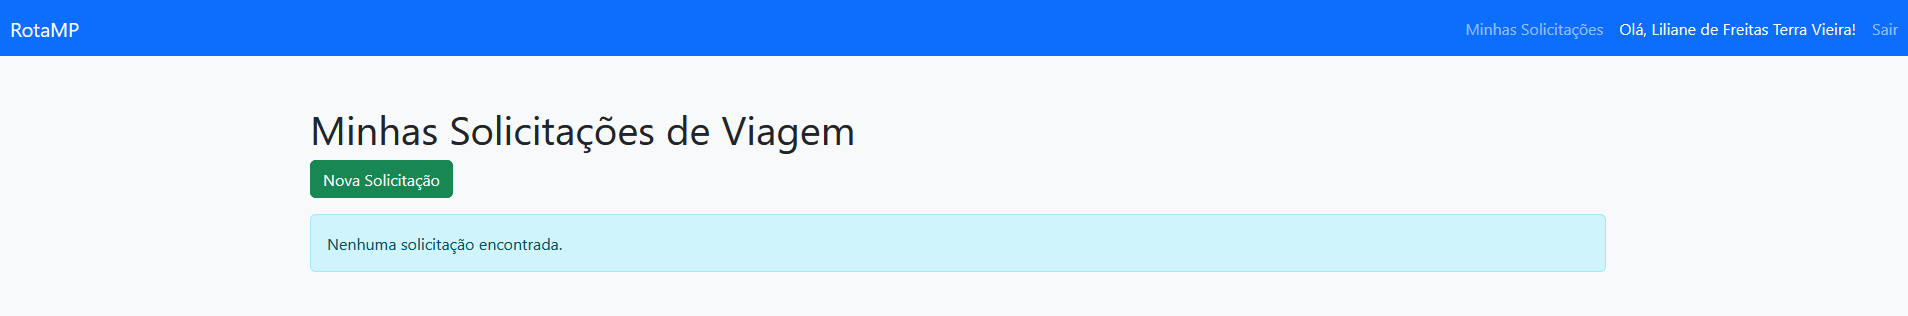 RotaMP
Minhas Solicitações
Olá, Liliane de Freitas Terra Vieira!
Sair
Minhas Solicitações de Viagem
Nova Solicitação
Nenhuma solicitação encontrada.